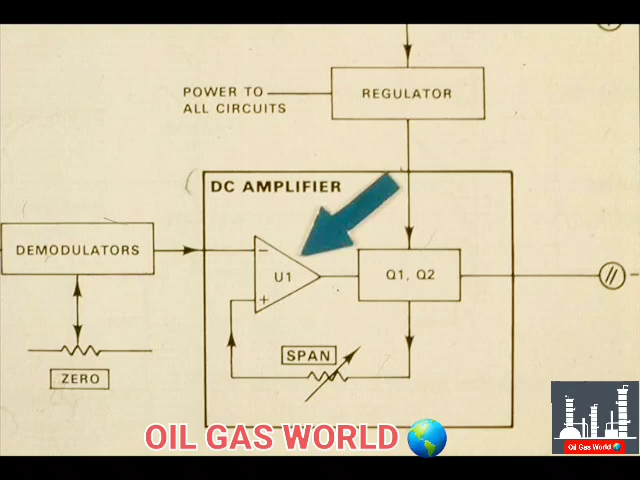 POWER TO
ALL CIRCUITS
REGULATOR
DC AMPLIFIER
DEMODULATORS
−
U1
+
Q1, Q2
SPAN
ZERO
OIL GAS WORLD
Oil Gas World